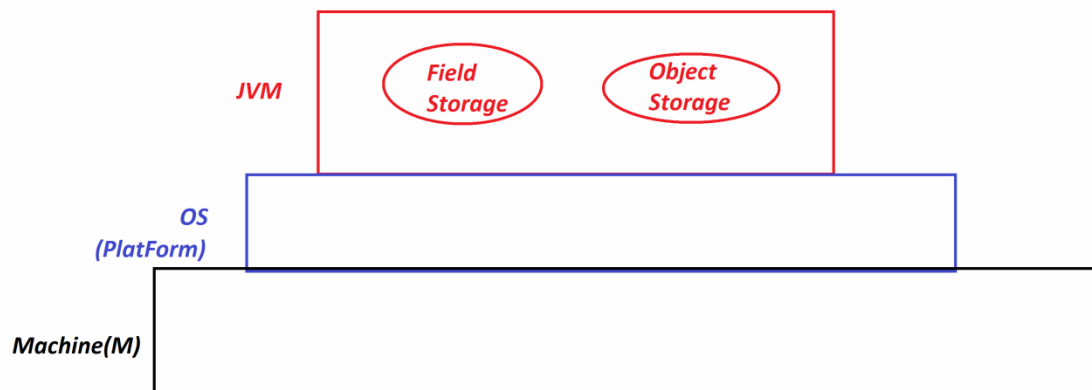 JVM
Field
Storage
Object
Storage
OS
(PlatForm)
Machine(M)